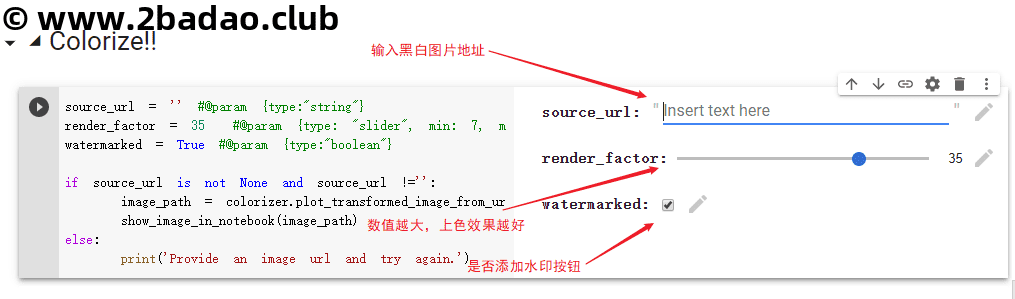 © www.2badao.club
Colorize!!
输入黑白图片地址
source_url = '' #@param {type:"string"}
render_factor = 35 #@param {type: "slider", min: 7, m
watermarked = True #@param {type:"boolean"}
if source_url is not None and source_url !='':
image_path = colorizer.plot_transformed_image_from_ur
show_image_in_notebook(image_path)
else:
print('Provide an image url and try again.')
source_url: " Insert text here "
render_factor: 35
数值越大，上色效果越好
watermarked:
是否添加水印按钮